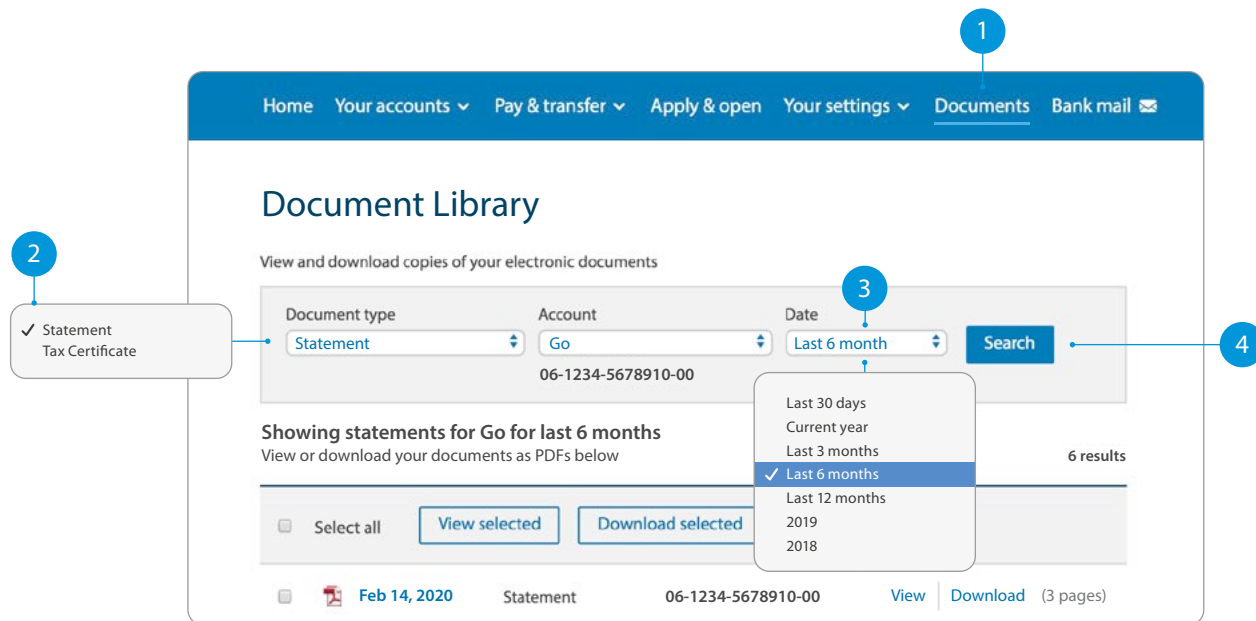 1
Home Your accounts Pay & transfer Apply & open Your settings Documents Bank mail
Document Library
2
View and download copies of your electronic documents
3
Document type Account Date
Statement
Tax Certificate
Statement Go Last 6 month Search
4
06-1234-5678910-00
Last 30 days
Current year
Last 3 months
Last 6 months
Last 12 months
2019
2018
Showing statements for Go for last 6 months
View or download your documents as PDFs below 6 results
Select all View selected Download selected
Feb 14, 2020 Statement 06-1234-5678910-00 View Download (3 pages)